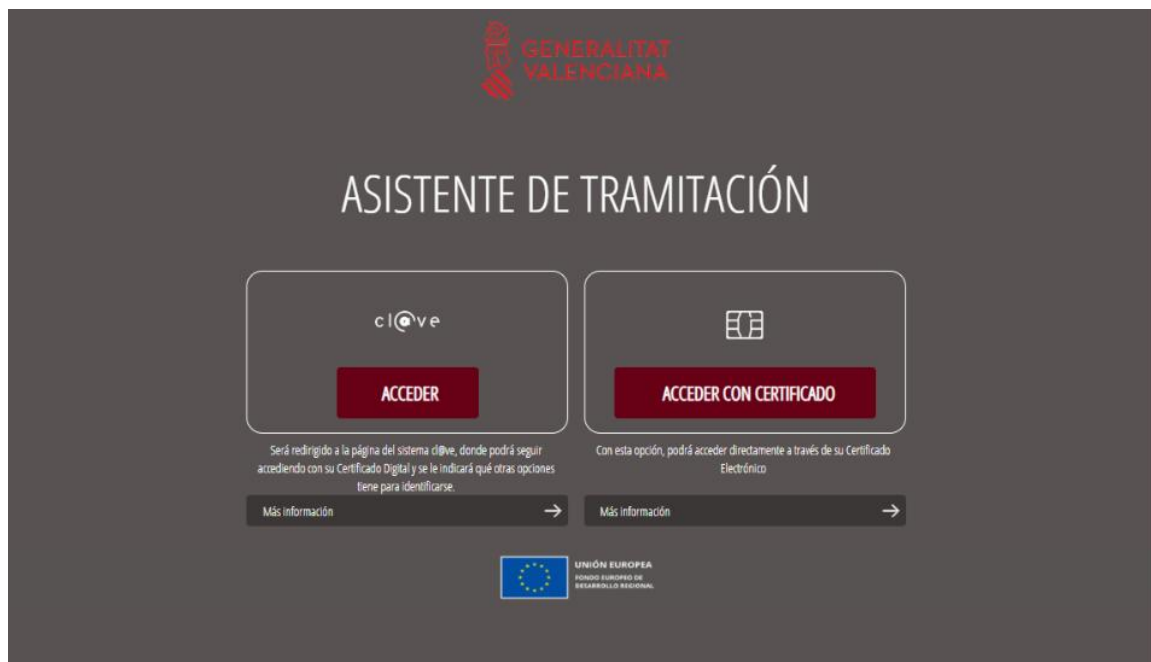 GENERALITAT
VALENCIANA
ASISTENTE DE TRAMITACIÓN
cl@ve
ACCEDER
ACCEDER CON CERTIFICADO
Será redirigido a la página del sistema cl@ve, donde podrá seguir
accediendo con su Certificado Digital y se le indicará qué otras opciones
tiene para identificarse.
Con esta opción, podrá acceder directamente a través de su Certificado
Electrónico
Más información
Más información
UNIÓN EUROPEA
FONDO EUROPEO DE
DESARROLLO REGIONAL